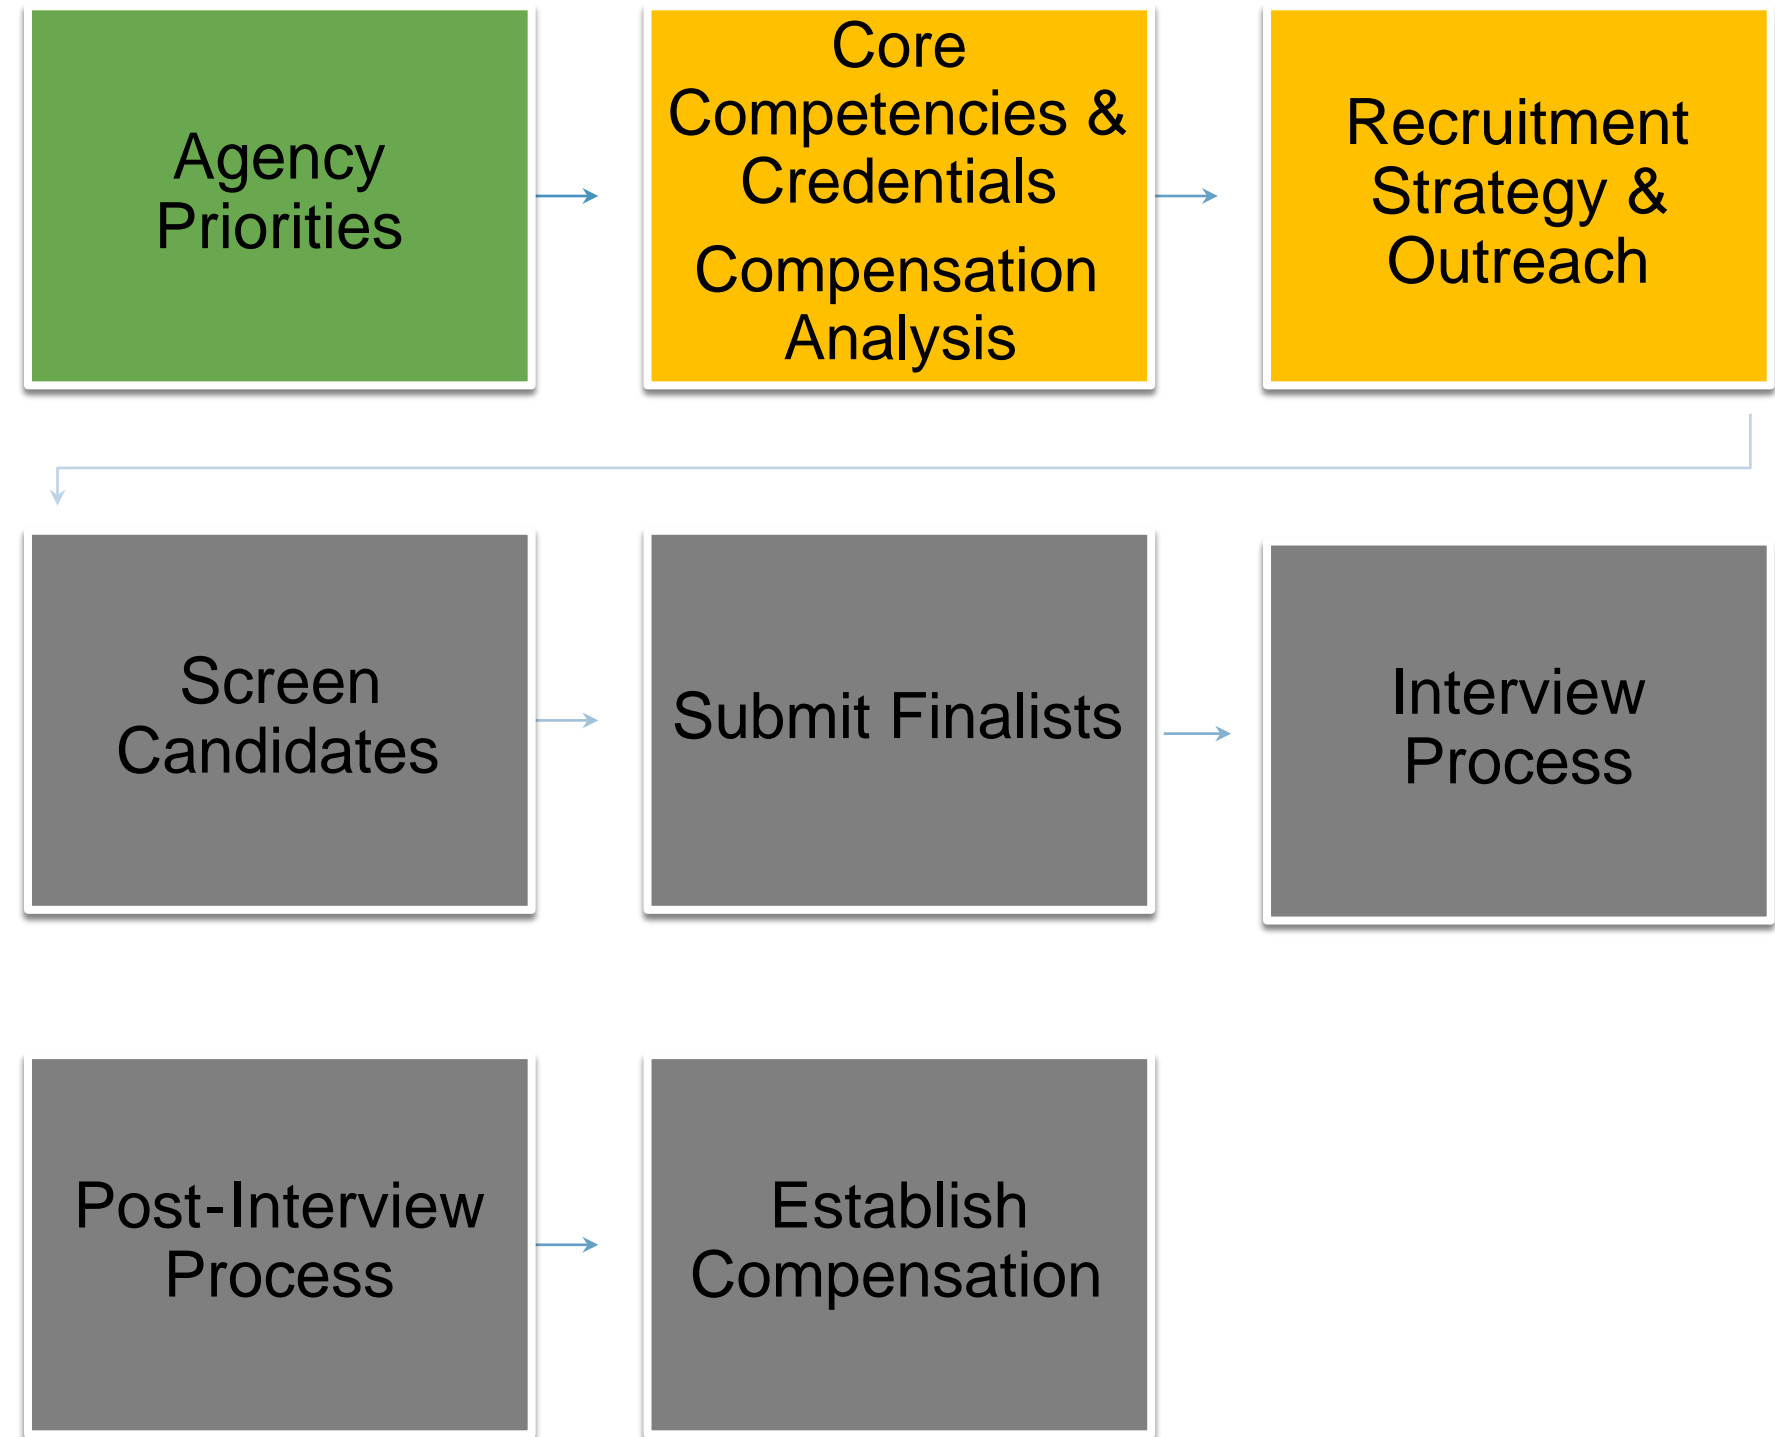 Agency
Priorities
Core
Competencies &
Credentials
Compensation
Analysis
Recruitment
Strategy &
Outreach
Screen
Candidates
Submit Finalists
Interview
Process
Post-Interview
Process
Establish
Compensation